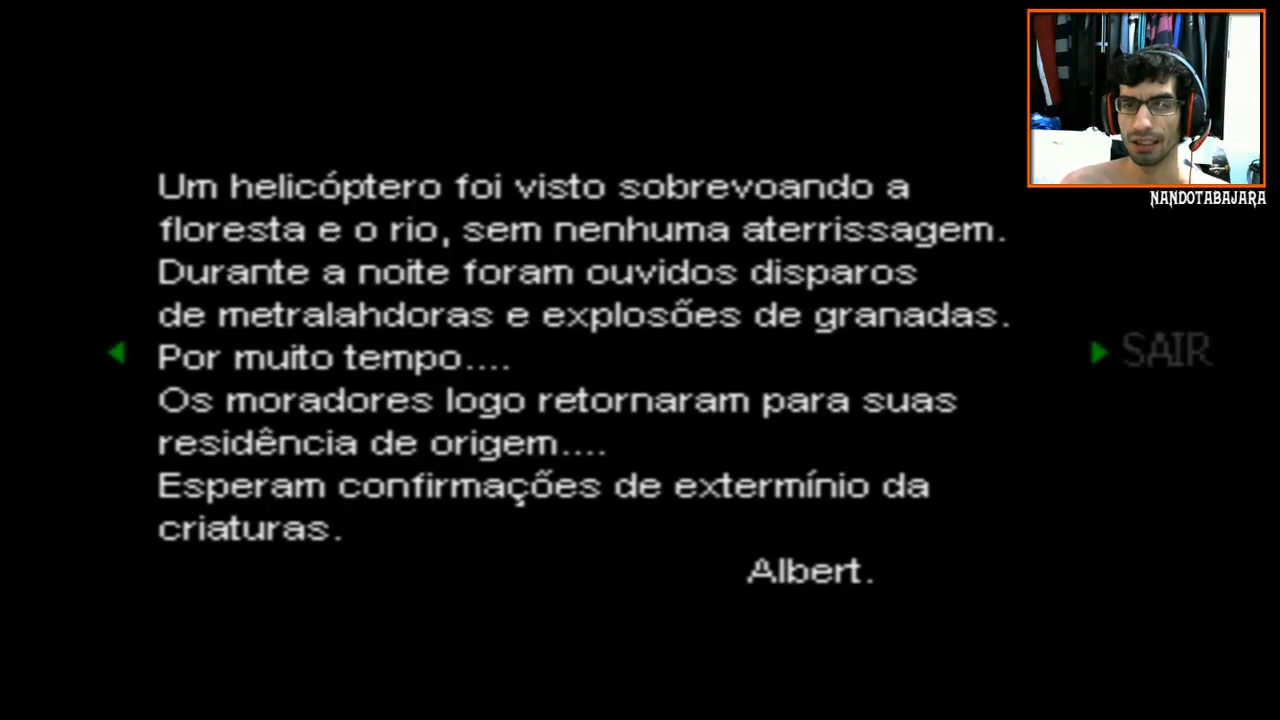 Um helicóptero foi visto sobrevoando a
floresta e o rio, sem nenhuma aterrissagem.
Durante a noite foram ouvidos disparos
de metralahdoras e explosões de granadas.
Por muito tempo....
Os moradores logo retornaram para suas
residência de origem....
Esperam confirmações de extermínio da
criaturas.
Albert.
SAIR
NANDOTABAJARA